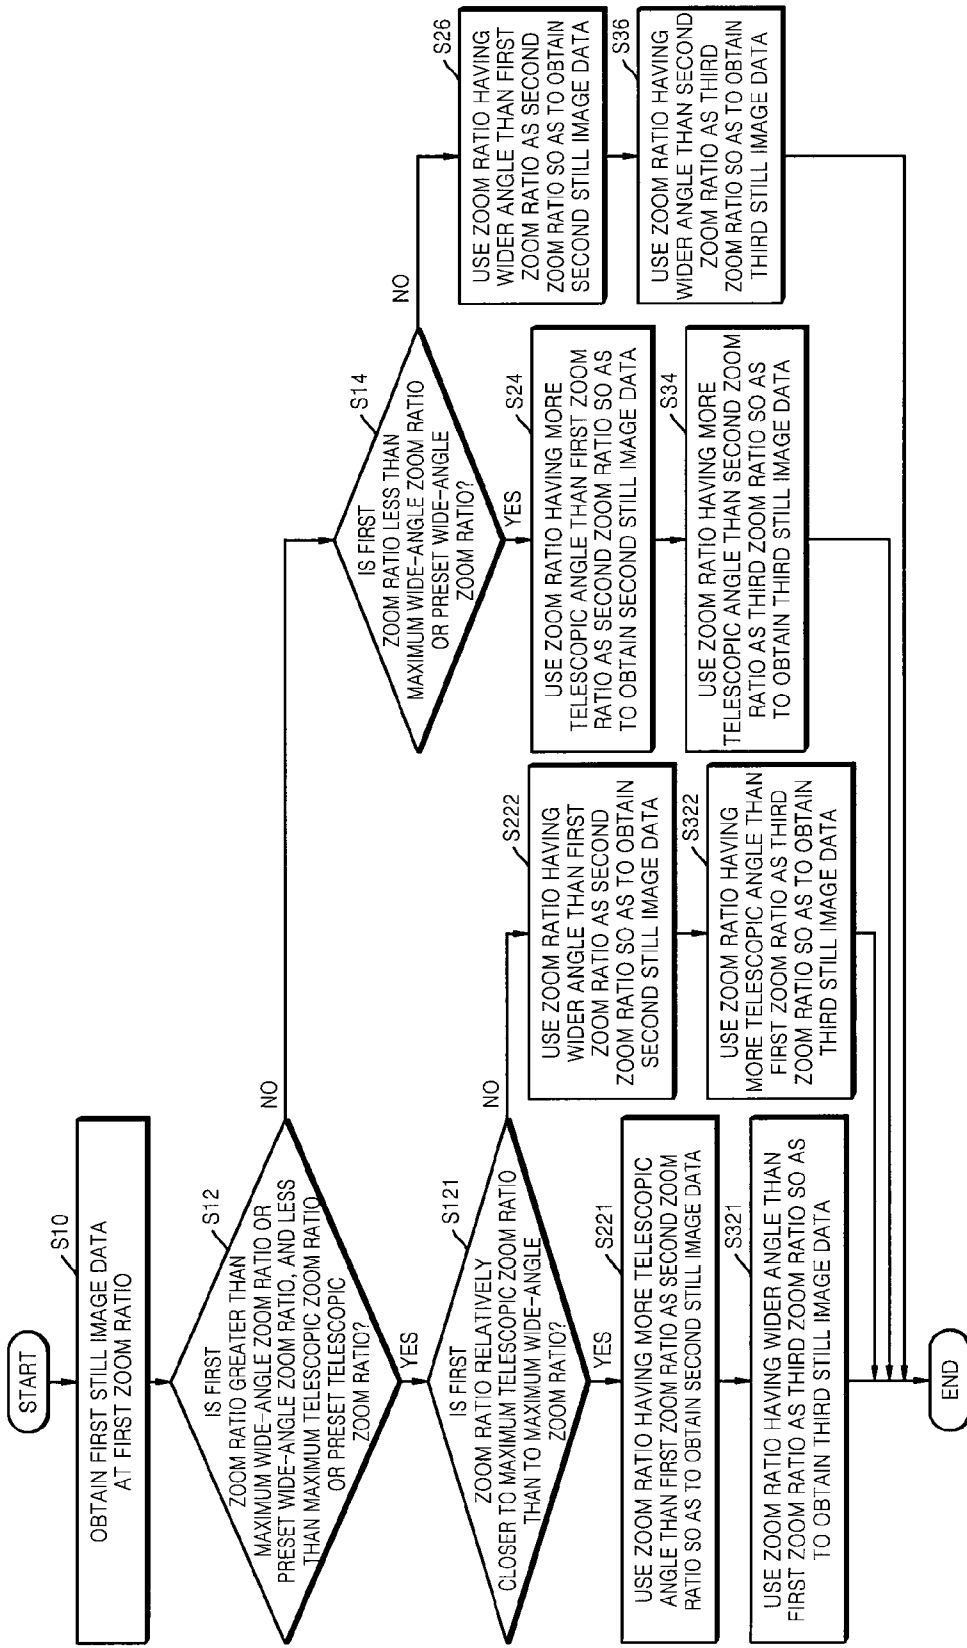 START
S10
OBTAIN FIRST STILL IMAGE DATA
AT FIRST ZOOM RATIO
S12
IS FIRST
ZOOM RATIO GREATER THAN
MAXIMUM WIDE-ANGLE ZOOM RATIO OR
PRESET WIDE-ANGLE ZOOM RATIO, AND LESS
THAN MAXIMUM TELESCOPIC ZOOM RATIO
OR PRESET TELESCOPIC
ZOOM RATIO?
NO
YES
S121
IS FIRST
ZOOM RATIO RELATIVELY
CLOSER TO MAXIMUM TELESCOPIC ZOOM RATIO
THAN TO MAXIMUM WIDE-ANGLE
ZOOM RATIO?
NO
YES
S221
USE ZOOM RATIO HAVING MORE TELESCOPIC
ANGLE THAN FIRST ZOOM RATIO AS SECOND ZOOM
RATIO SO AS TO OBTAIN SECOND STILL IMAGE DATA
S321
USE ZOOM RATIO HAVING WIDER ANGLE THAN
FIRST ZOOM RATIO AS THIRD ZOOM RATIO SO AS
TO OBTAIN THIRD STILL IMAGE DATA
S222
USE ZOOM RATIO HAVING
WIDER ANGLE THAN FIRST
ZOOM RATIO AS SECOND
ZOOM RATIO SO AS TO OBTAIN
SECOND STILL IMAGE DATA
S322
USE ZOOM RATIO HAVING
MORE TELESCOPIC ANGLE THAN
FIRST ZOOM RATIO AS THIRD
ZOOM RATIO SO AS TO OBTAIN
THIRD STILL IMAGE DATA
S14
IS FIRST
ZOOM RATIO LESS THAN
MAXIMUM WIDE-ANGLE ZOOM RATIO
OR PRESET WIDE-ANGLE
ZOOM RATIO?
NO
YES
S24
USE ZOOM RATIO HAVING MORE
TELESCOPIC ANGLE THAN FIRST ZOOM
RATIO AS SECOND ZOOM RATIO SO AS
TO OBTAIN SECOND STILL IMAGE DATA
S34
USE ZOOM RATIO HAVING MORE
TELESCOPIC ANGLE THAN SECOND ZOOM
RATIO AS THIRD ZOOM RATIO SO AS
TO OBTAIN THIRD STILL IMAGE DATA
S26
USE ZOOM RATIO HAVING
WIDER ANGLE THAN FIRST
ZOOM RATIO AS SECOND
ZOOM RATIO SO AS TO OBTAIN
SECOND STILL IMAGE DATA
S36
USE ZOOM RATIO HAVING
WIDER ANGLE THAN SECOND
ZOOM RATIO AS THIRD
ZOOM RATIO SO AS TO OBTAIN
THIRD STILL IMAGE DATA
END